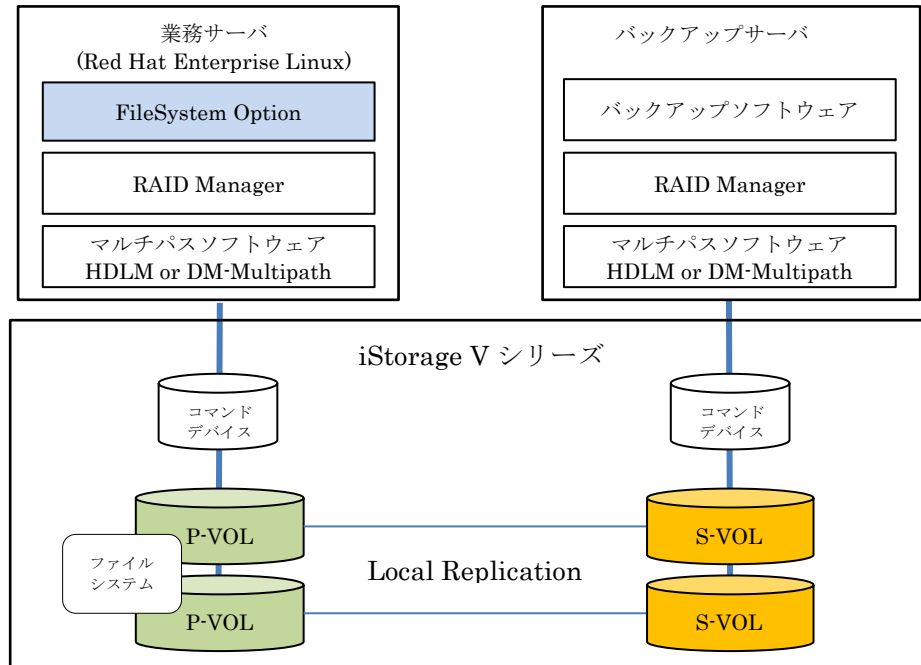 業務サーバ
(Red Hat Enterprise Linux)
FileSystem Option
RAID Manager
マルチパスソフトウェア
HDLM or DM-Multipath
バックアップサーバ
バックアップソフトウェア
RAID Manager
マルチパスソフトウェア
HDLM or DM-Multipath
iStorage V シリーズ
コマンド
デバイス
コマンド
デバイス
P-VOL
S-VOL
ファイル
システム
Local Replication
P-VOL
S-VOL